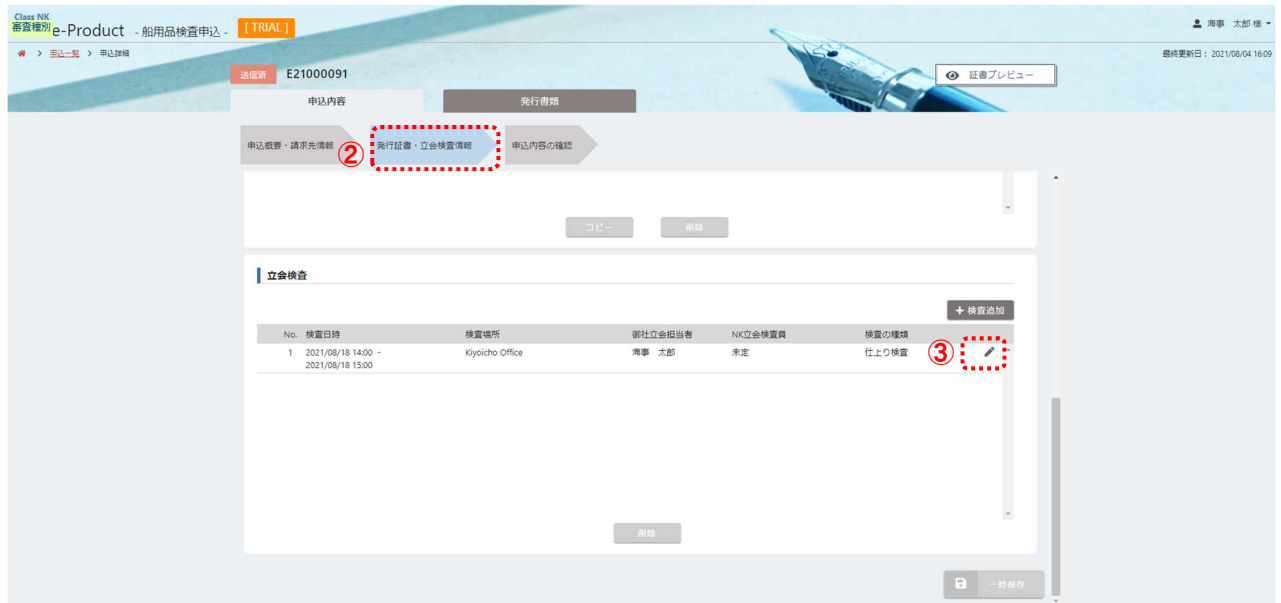 Class NK
審査種別 e-Product - 船用品検査申込 - [ TRIAL ]
海事 太郎 様
> 申込一覧 > 申込詳細
最終更新日： 2021/08/04 16:09
送信済 E21000091
証書プレビュー
申込内容 発行書類
申込概要・請求先情報 ② 発行証書・立会検査情報 申込内容の確認
コピー 削除
立会検査
+ 検査追加
No. 検査日時 検査場所 御社立会担当者 NK立会検査員 検査の種類
1 2021/08/18 14:00 - Kiyoicho Office 海事 太郎 未定 仕上り検査 ③
2021/08/18 15:00
削除
一時保存